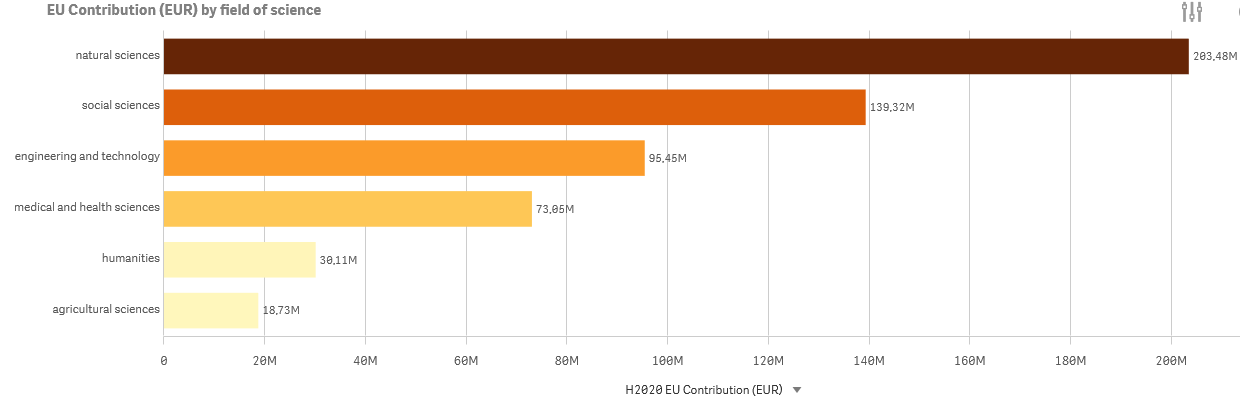 EU Contribution (EUR) by field of science
natural sciences
203,48M
social sciences
139,32M
engineering and technology
95,45M
medical and health sciences
73,05M
humanities
30,11M
agricultural sciences
18,73M
0 20M 40M 60M 80M 100M 120M 140M 160M 180M 200M
H2020 EU Contribution (EUR)